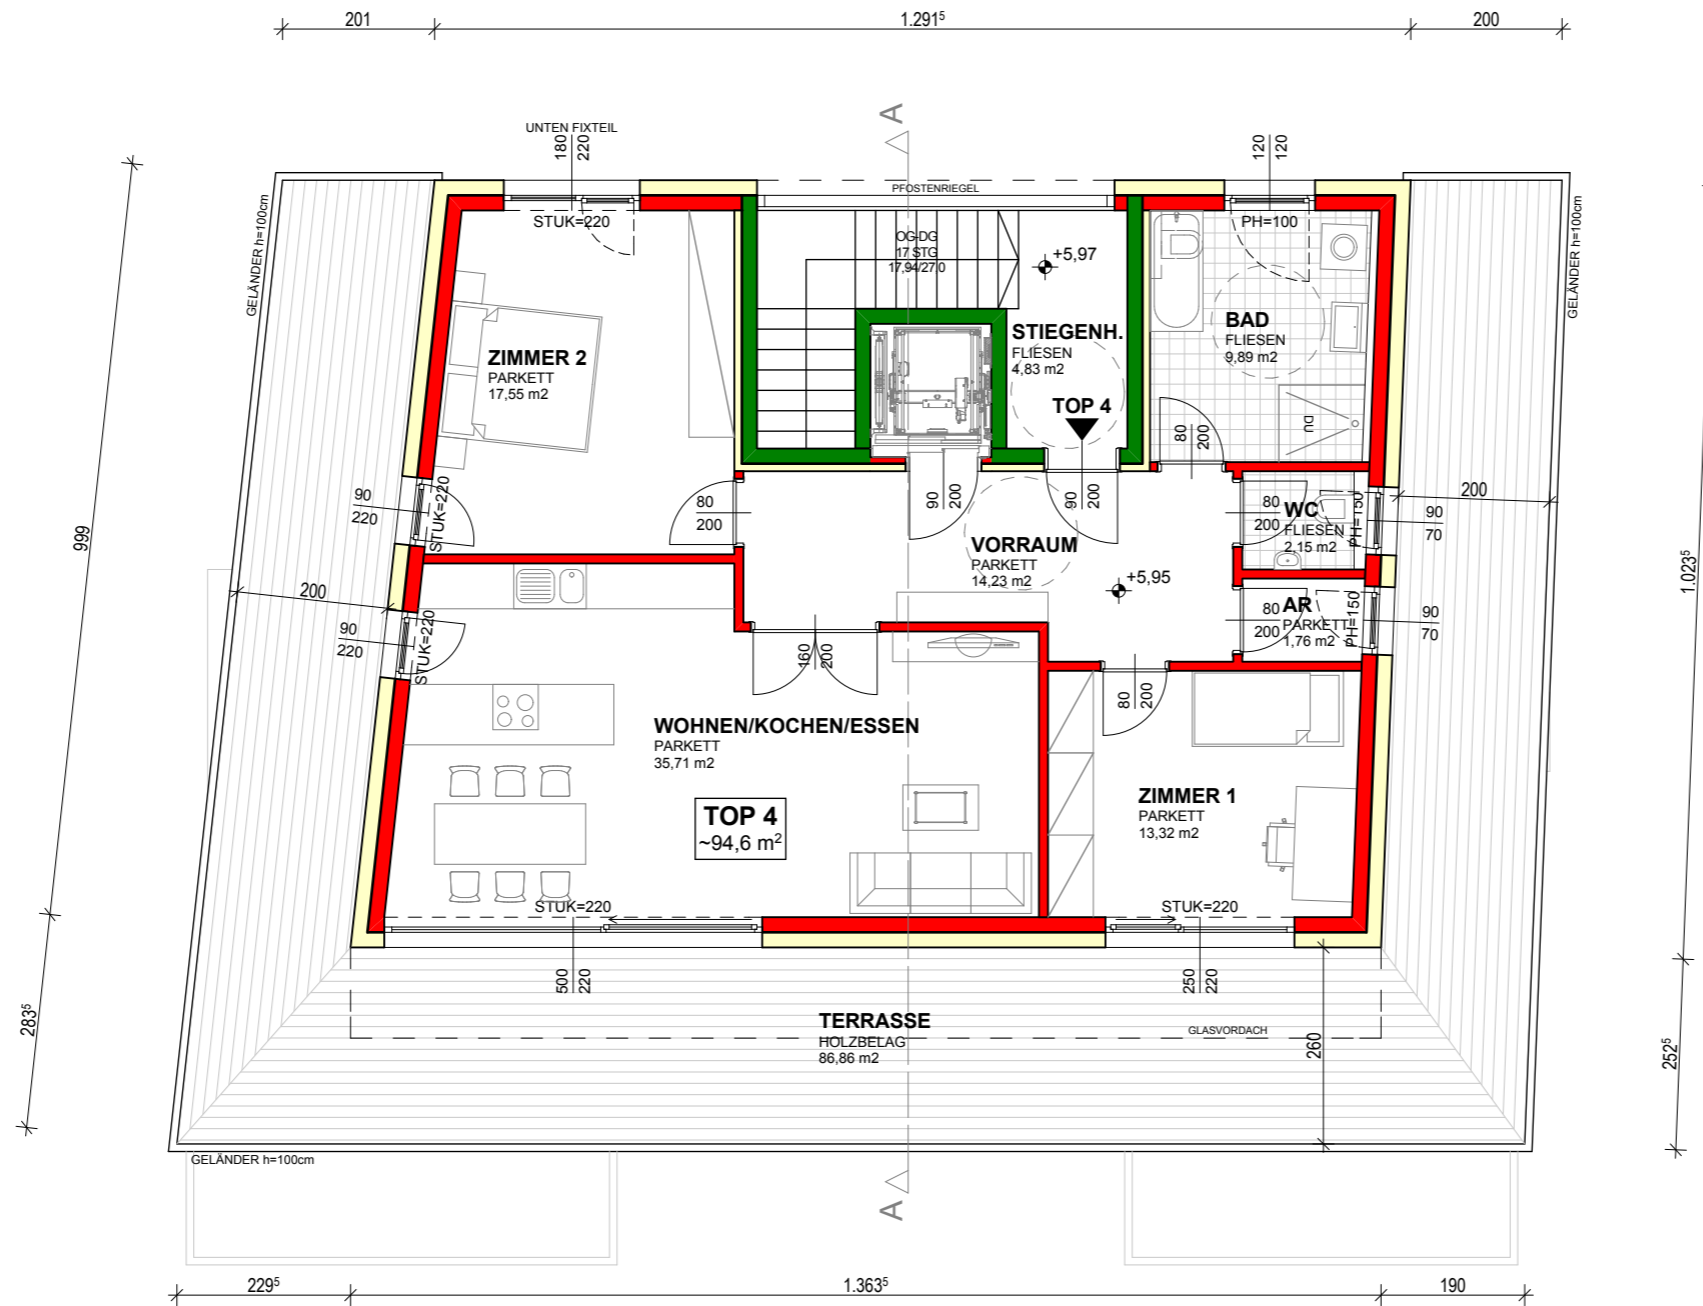 201
1.291⁵
200
A
UNTEN FIXTEIL
180
220
120
120
PFOSTENRIEGEL
STUK=220
PH=100
OG-DG
17 STG
17,94/27.0
+5,97
GELÄNDER h=100cm
GELÄNDER h=100cm
999
STIEGENH.
FLIESEN
4,83 m2
BAD
FLIESEN
9,89 m2
ZIMMER 2
PARKETT
17,55 m2
TOP 4
DU
80
200
90
220
STUK=220
80
200
90
200
90
200
80
200
WC
FLIESEN
2,15 m2
PH=150
90
70
200
VORRAUM
PARKETT
14,23 m2
+5,95
1.023⁵
200
90
220
STUK=220
80
200
AR
PARKETT
1,76 m2
PH=150
90
70
160
200
80
200
WOHNEN/KOCHEN/ESSEN
PARKETT
35,71 m2
TOP 4
~94,6 m²
ZIMMER 1
PARKETT
13,32 m2
STUK=220
STUK=220
500
220
250
220
283⁵
TERRASSE
HOLZBELAG
86,86 m2
GLASVORDACH
260
252⁵
GELÄNDER h=100cm
A
229⁵
1.363⁵
190